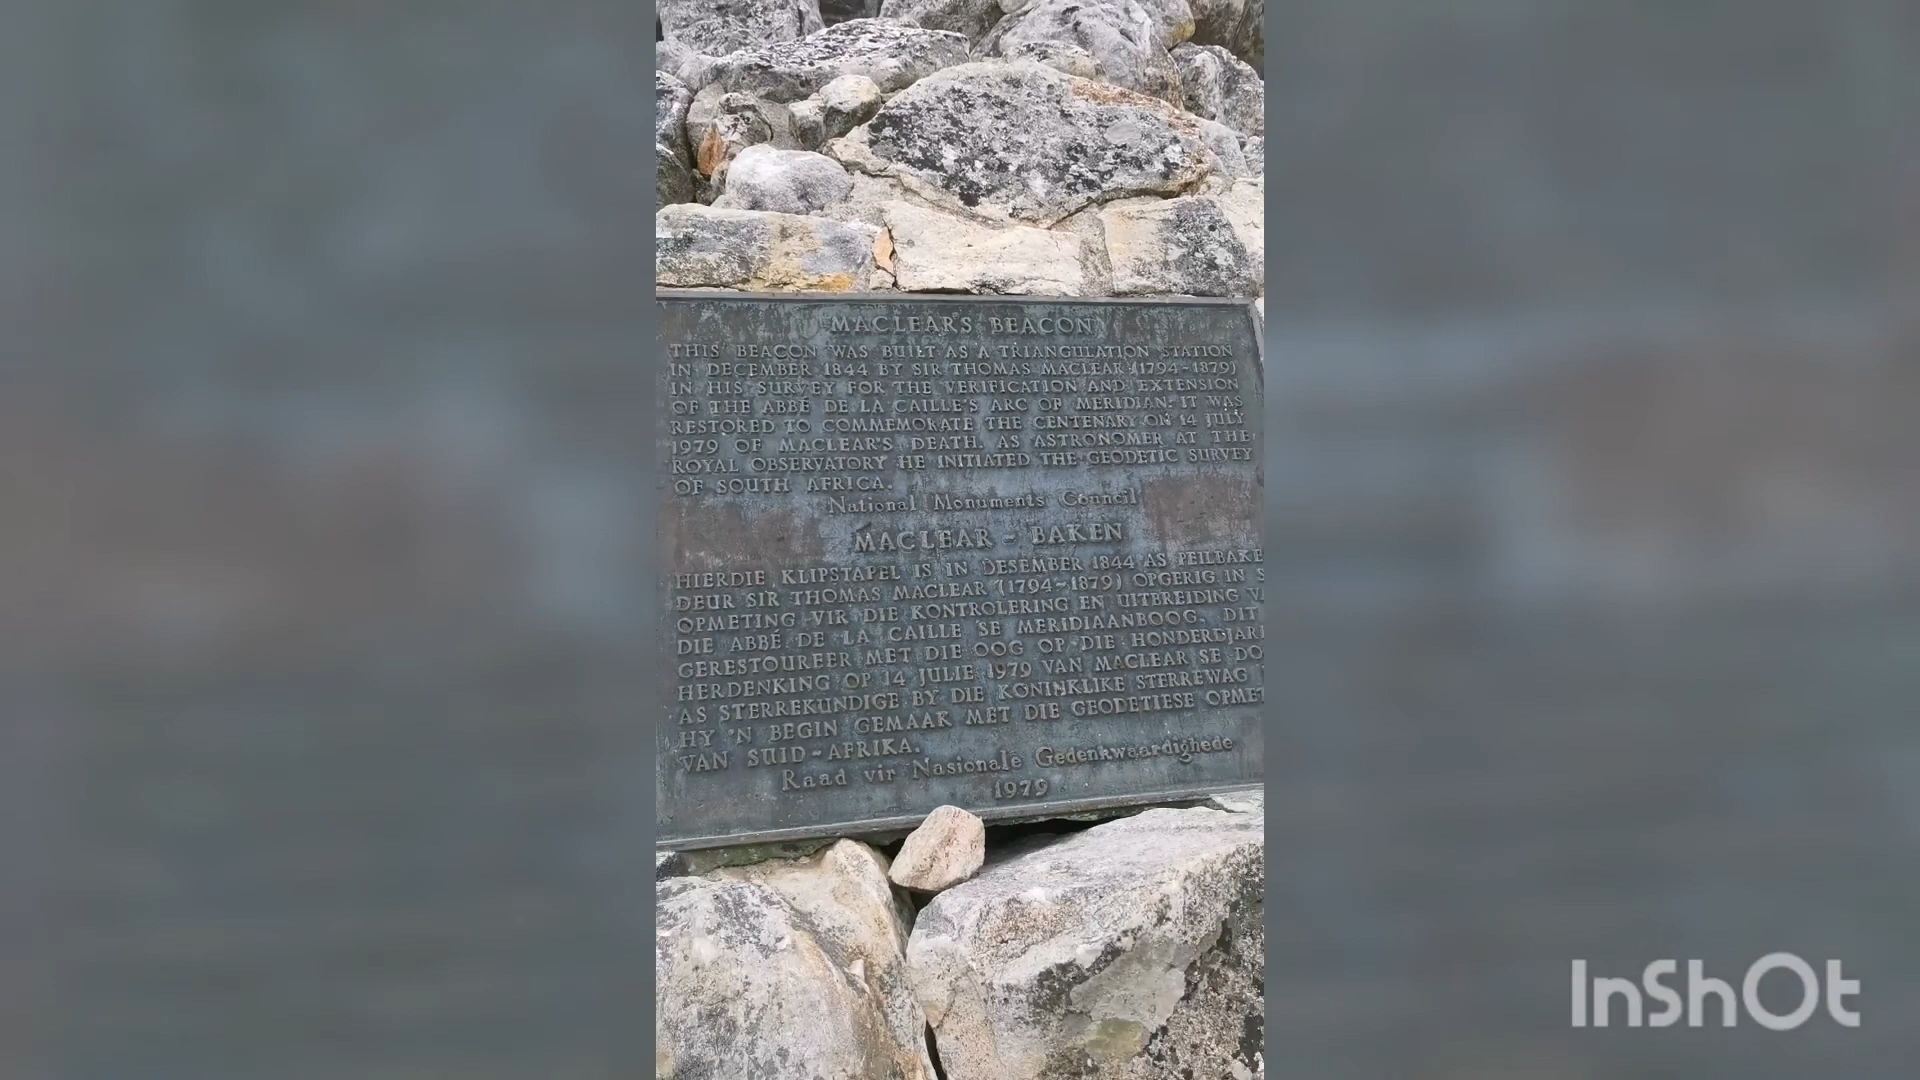 MACLEARS BEACON
THIS BEACON WAS BUILT AS A TRIANGULATION STATION
IN DECEMBER 1844 BY SIR THOMAS MACLEAR (1794-1879)
IN HIS SURVEY FOR THE VERIFICATION AND EXTENSION
OF THE ABBÉ DE LA CAILLE'S ARC OF MERIDIAN. IT WAS
RESTORED TO COMMEMORATE THE CENTENARY ON 14 JULY
1979 OF MACLEAR'S DEATH. AS ASTRONOMER AT THE
ROYAL OBSERVATORY HE INITIATED THE GEODETIC SURVEY
OF SOUTH AFRICA.
National Monuments Council
MACLEAR - BAKEN
HIERDIE KLIPSTAPEL IS IN DESEMBER 1844 AS PEILBAKE
DEUR SIR THOMAS MACLEAR (1794-1879) OPGERIG IN S
OPMETING VIR DIE KONTROLERING EN UITBREIDING V
DIE ABBÉ DE LA CAILLE SE MERIDIAANBOOG. DIT
GERESTOUREER MET DIE OOG OP DIE HONDERDJAR
HERDENKING OP 14 JULIE 1979 VAN MACLEAR SE DO
AS STERREKUNDIGE BY DIE KONINKLIKE STERREWAG
HY 'N BEGIN GEMAAK MET DIE GEODETIESE OPME
VAN SUID-AFRIKA.
Raad vir Nasionale Gedenkwaardighede
1979
InShOt